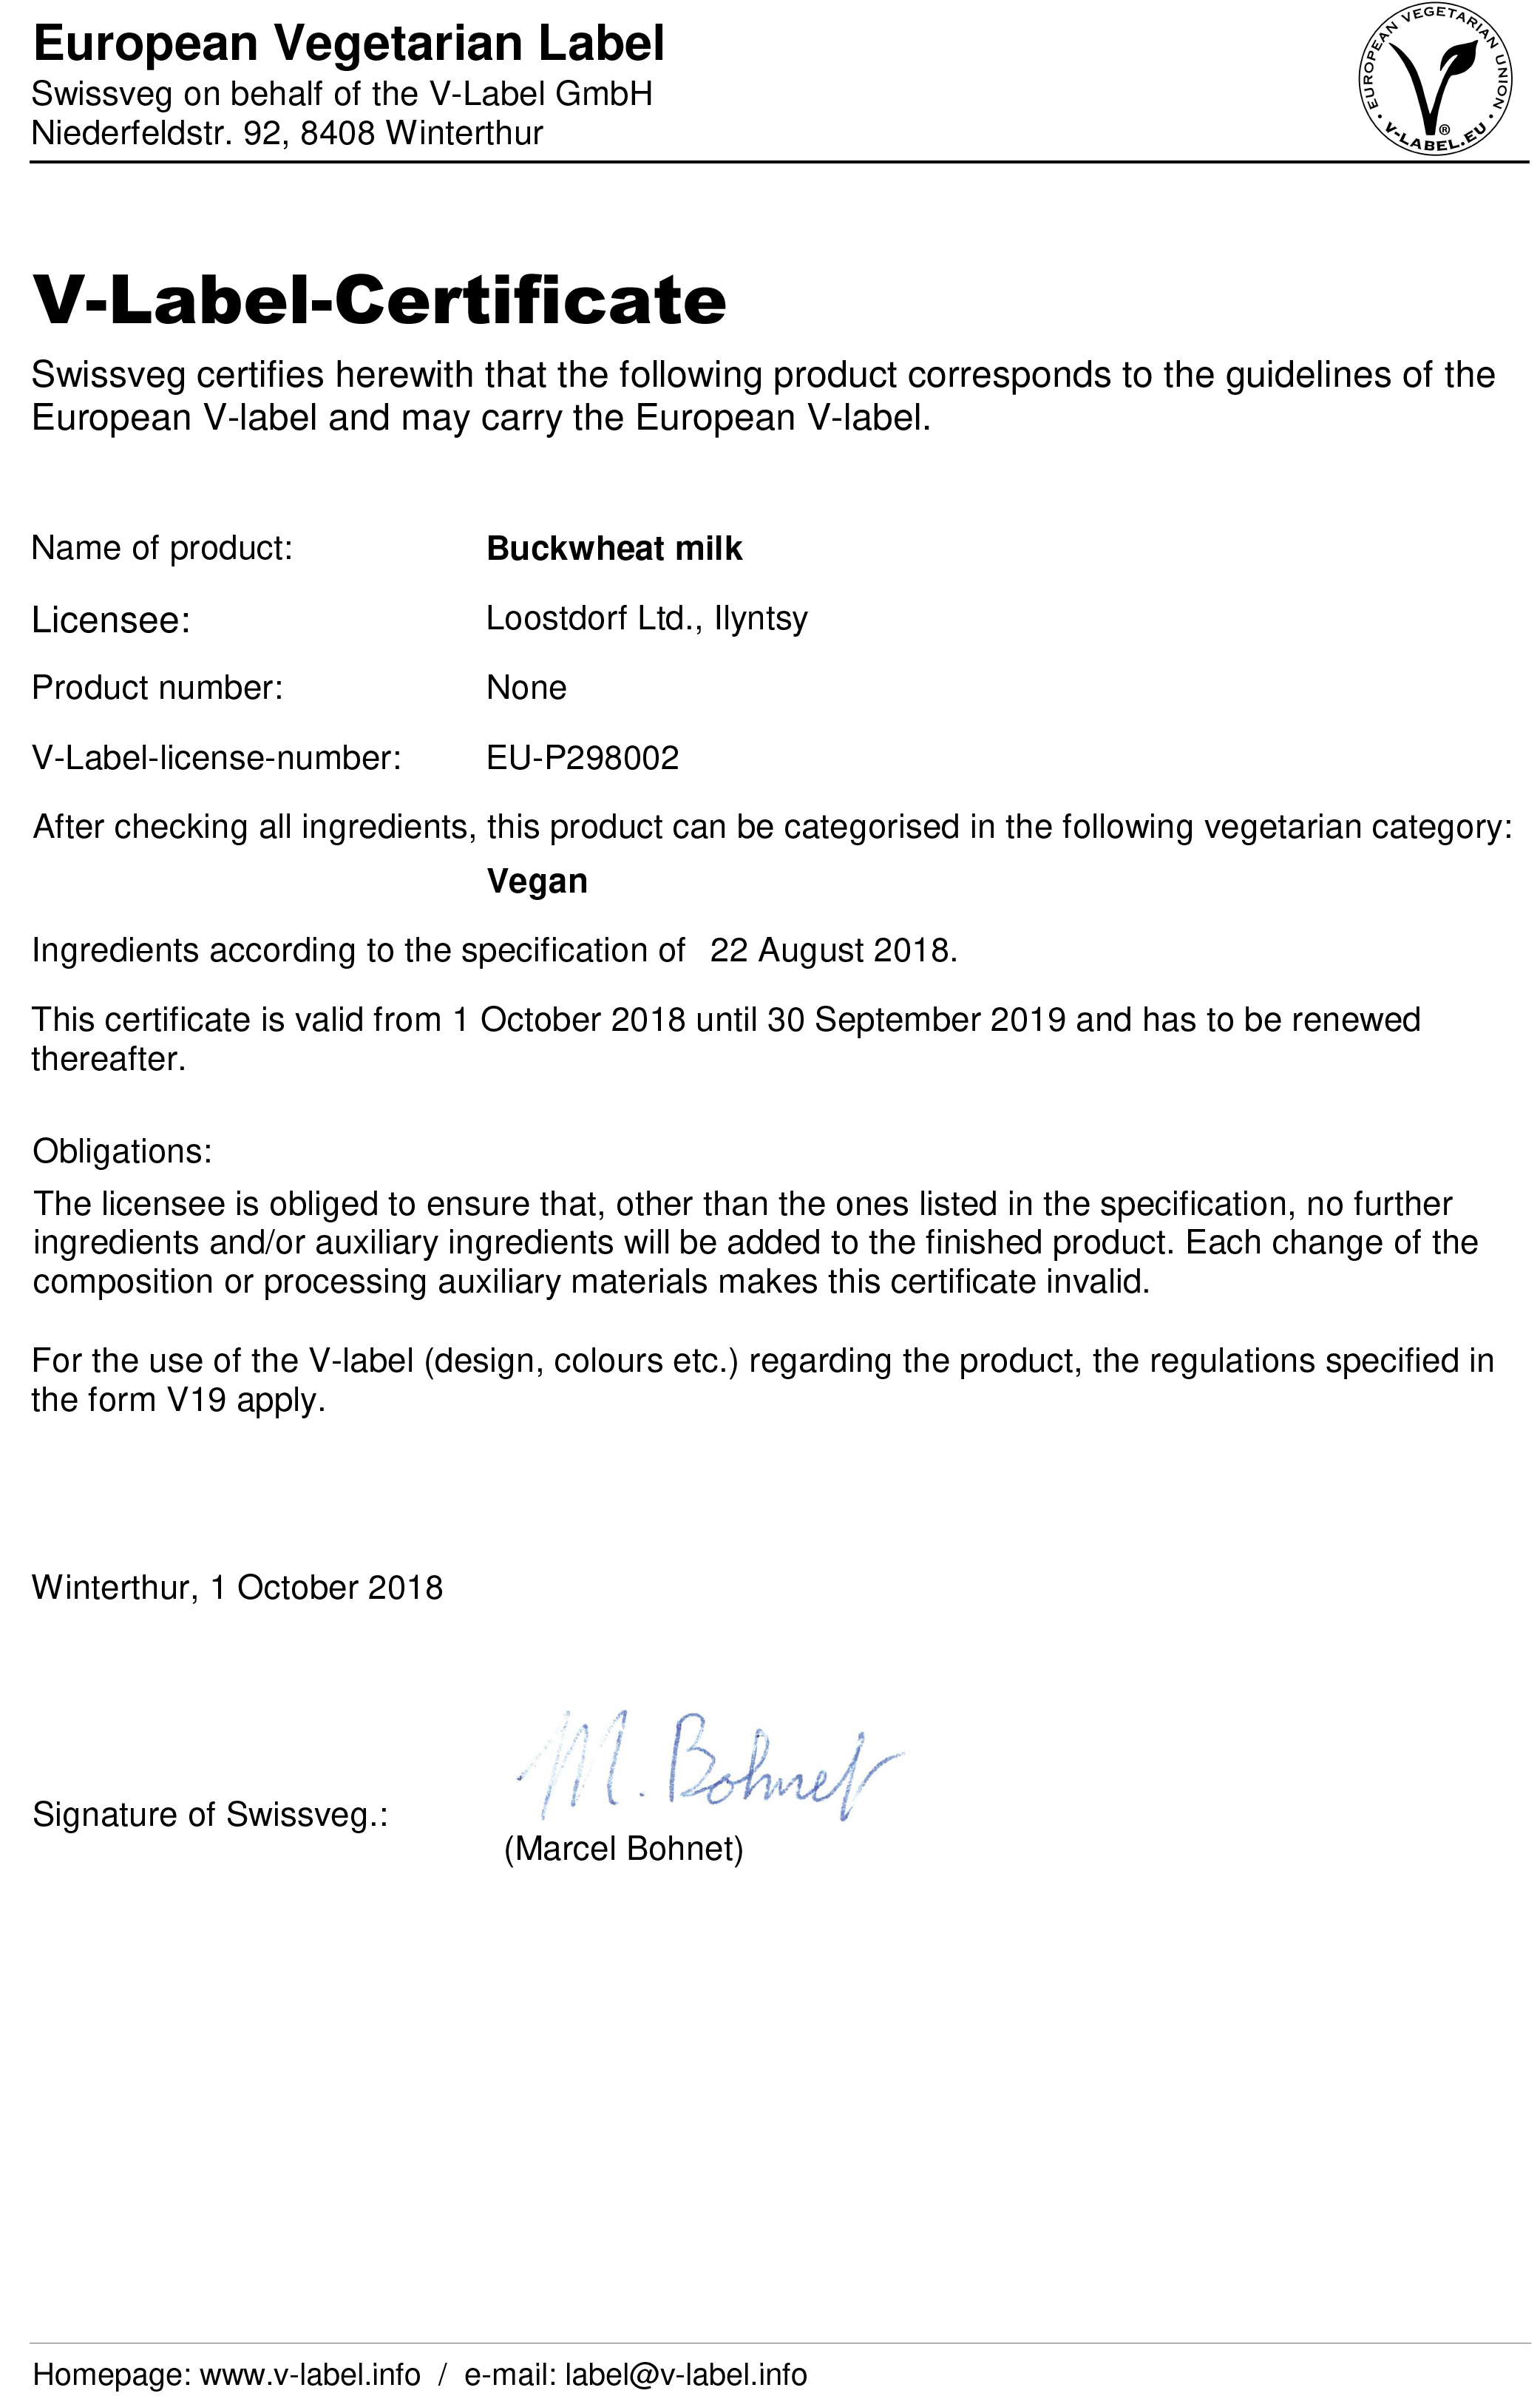 European Vegetarian Label
Swissveg on behalf of the V-Label GmbH
Niederfeldstr. 92, 8408 Winterthur
EUROPEAN VEGETARIAN UNION
V-LABEL.EU
®
V-Label-Certificate
Swissveg certifies herewith that the following product corresponds to the guidelines of the
European V-label and may carry the European V-label.
Name of product: Buckwheat milk
Licensee: Loostdorf Ltd., Ilyntsy
Product number: None
V-Label-license-number: EU-P298002
After checking all ingredients, this product can be categorised in the following vegetarian category:
Vegan
Ingredients according to the specification of 22 August 2018.
This certificate is valid from 1 October 2018 until 30 September 2019 and has to be renewed
thereafter.
Obligations:
The licensee is obliged to ensure that, other than the ones listed in the specification, no further
ingredients and/or auxiliary ingredients will be added to the finished product. Each change of the
composition or processing auxiliary materials makes this certificate invalid.
For the use of the V-label (design, colours etc.) regarding the product, the regulations specified in
the form V19 apply.
Winterthur, 1 October 2018
M. Bohnet
Signature of Swissveg.:
(Marcel Bohnet)
Homepage: www.v-label.info / e-mail: label@v-label.info